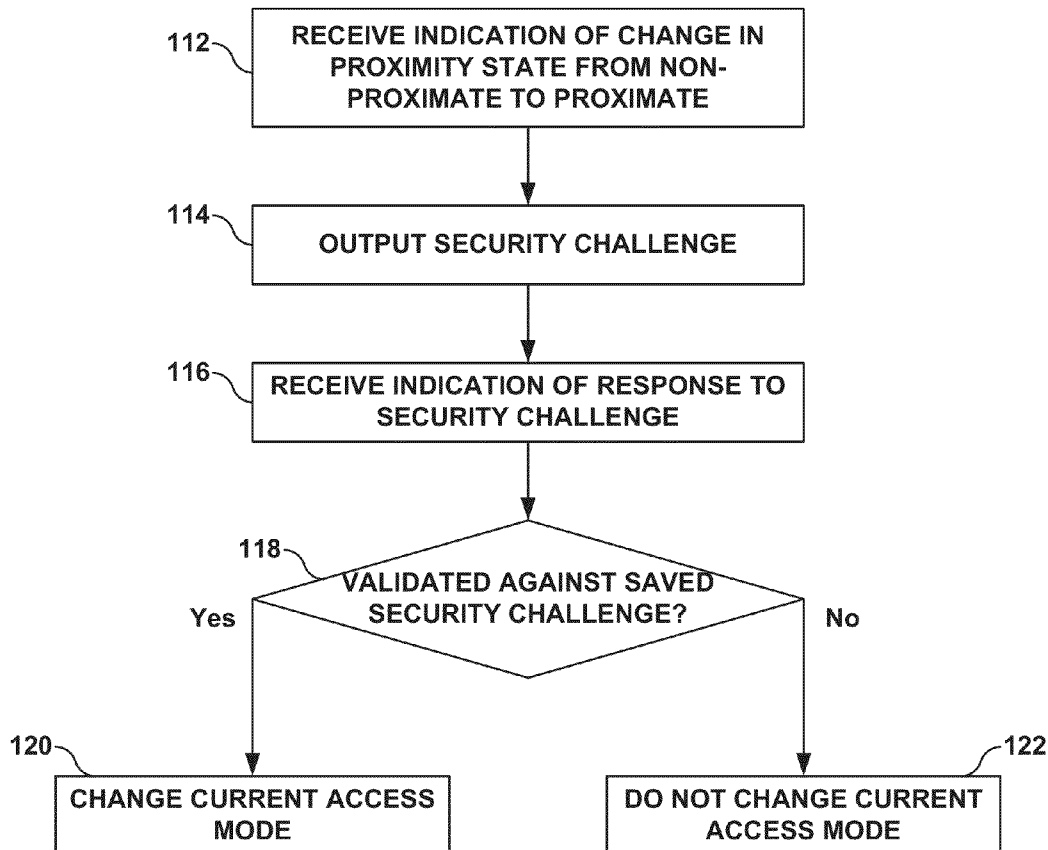 112
RECEIVE INDICATION OF CHANGE IN
PROXIMITY STATE FROM NON-
PROXIMATE TO PROXIMATE
114
OUTPUT SECURITY CHALLENGE
116
RECEIVE INDICATION OF RESPONSE TO
SECURITY CHALLENGE
118
VALIDATED AGAINST SAVED
SECURITY CHALLENGE?
Yes
No
120
CHANGE CURRENT ACCESS
MODE
122
DO NOT CHANGE CURRENT
ACCESS MODE